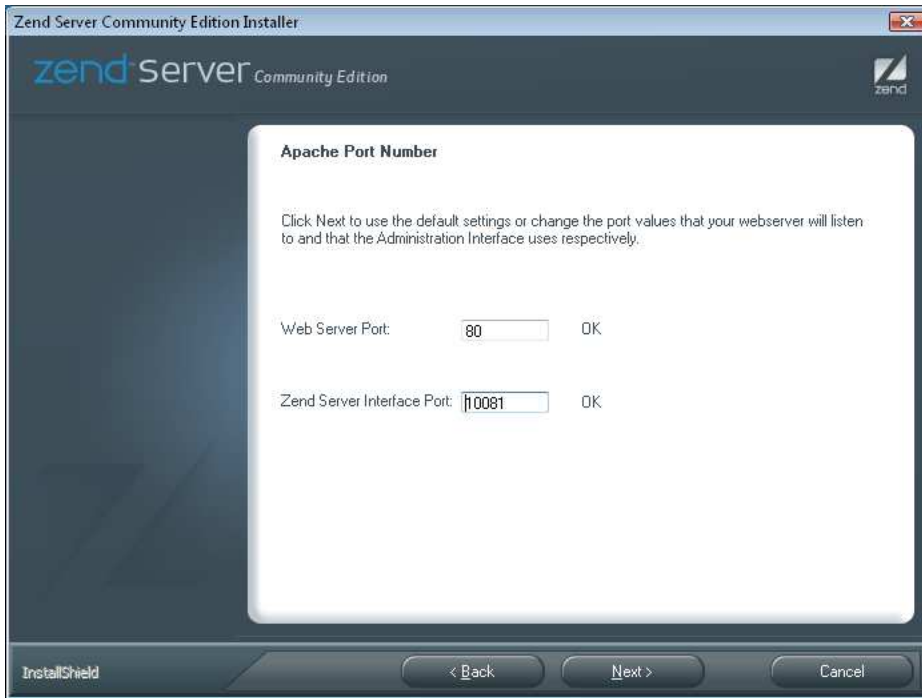 Zend Server Community Edition Installer
zend Server Community Edition
zend
Apache Port Number
Click Next to use the default settings or change the port values that your webserver will listen
to and that the Administration Interface uses respectively.
Web Server Port: 80 OK
Zend Server Interface Port: 10081 OK
InstallShield < Back Next > Cancel